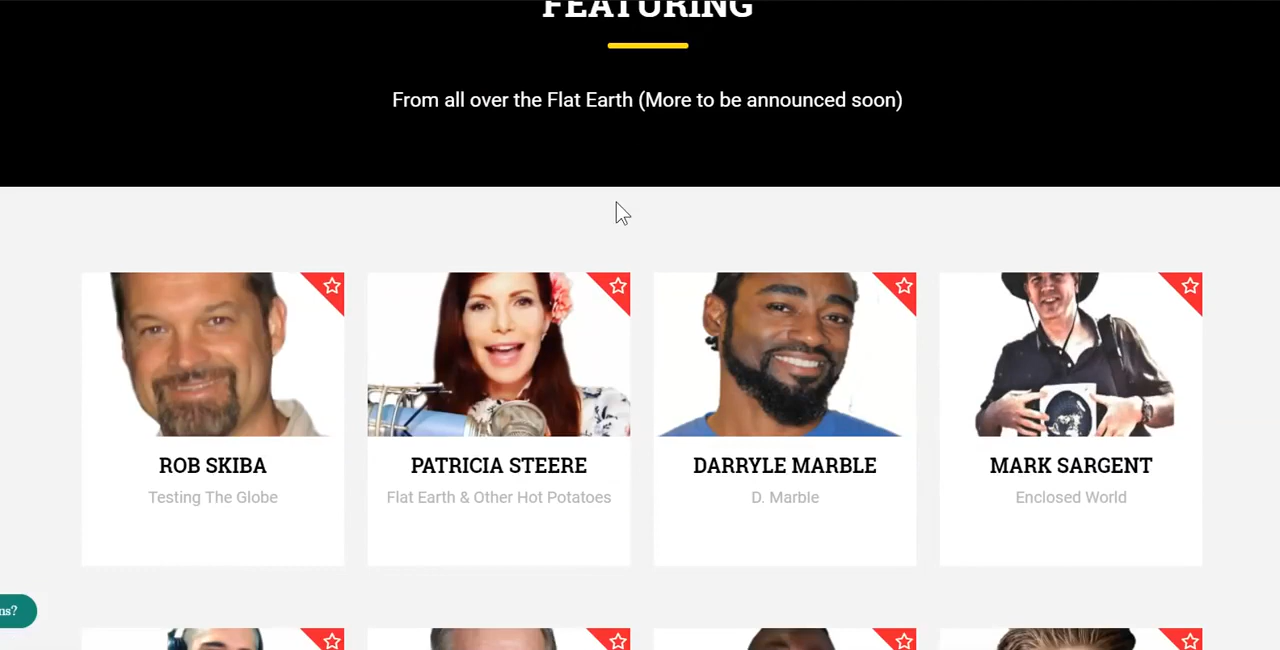 FEATURING
From all over the Flat Earth (More to be announced soon)
ROB SKIBA
PATRICIA STEERE
DARRYLE MARBLE
MARK SARGENT
Testing The Globe
Flat Earth & Other Hot Potatoes
D. Marble
Enclosed World
ns?